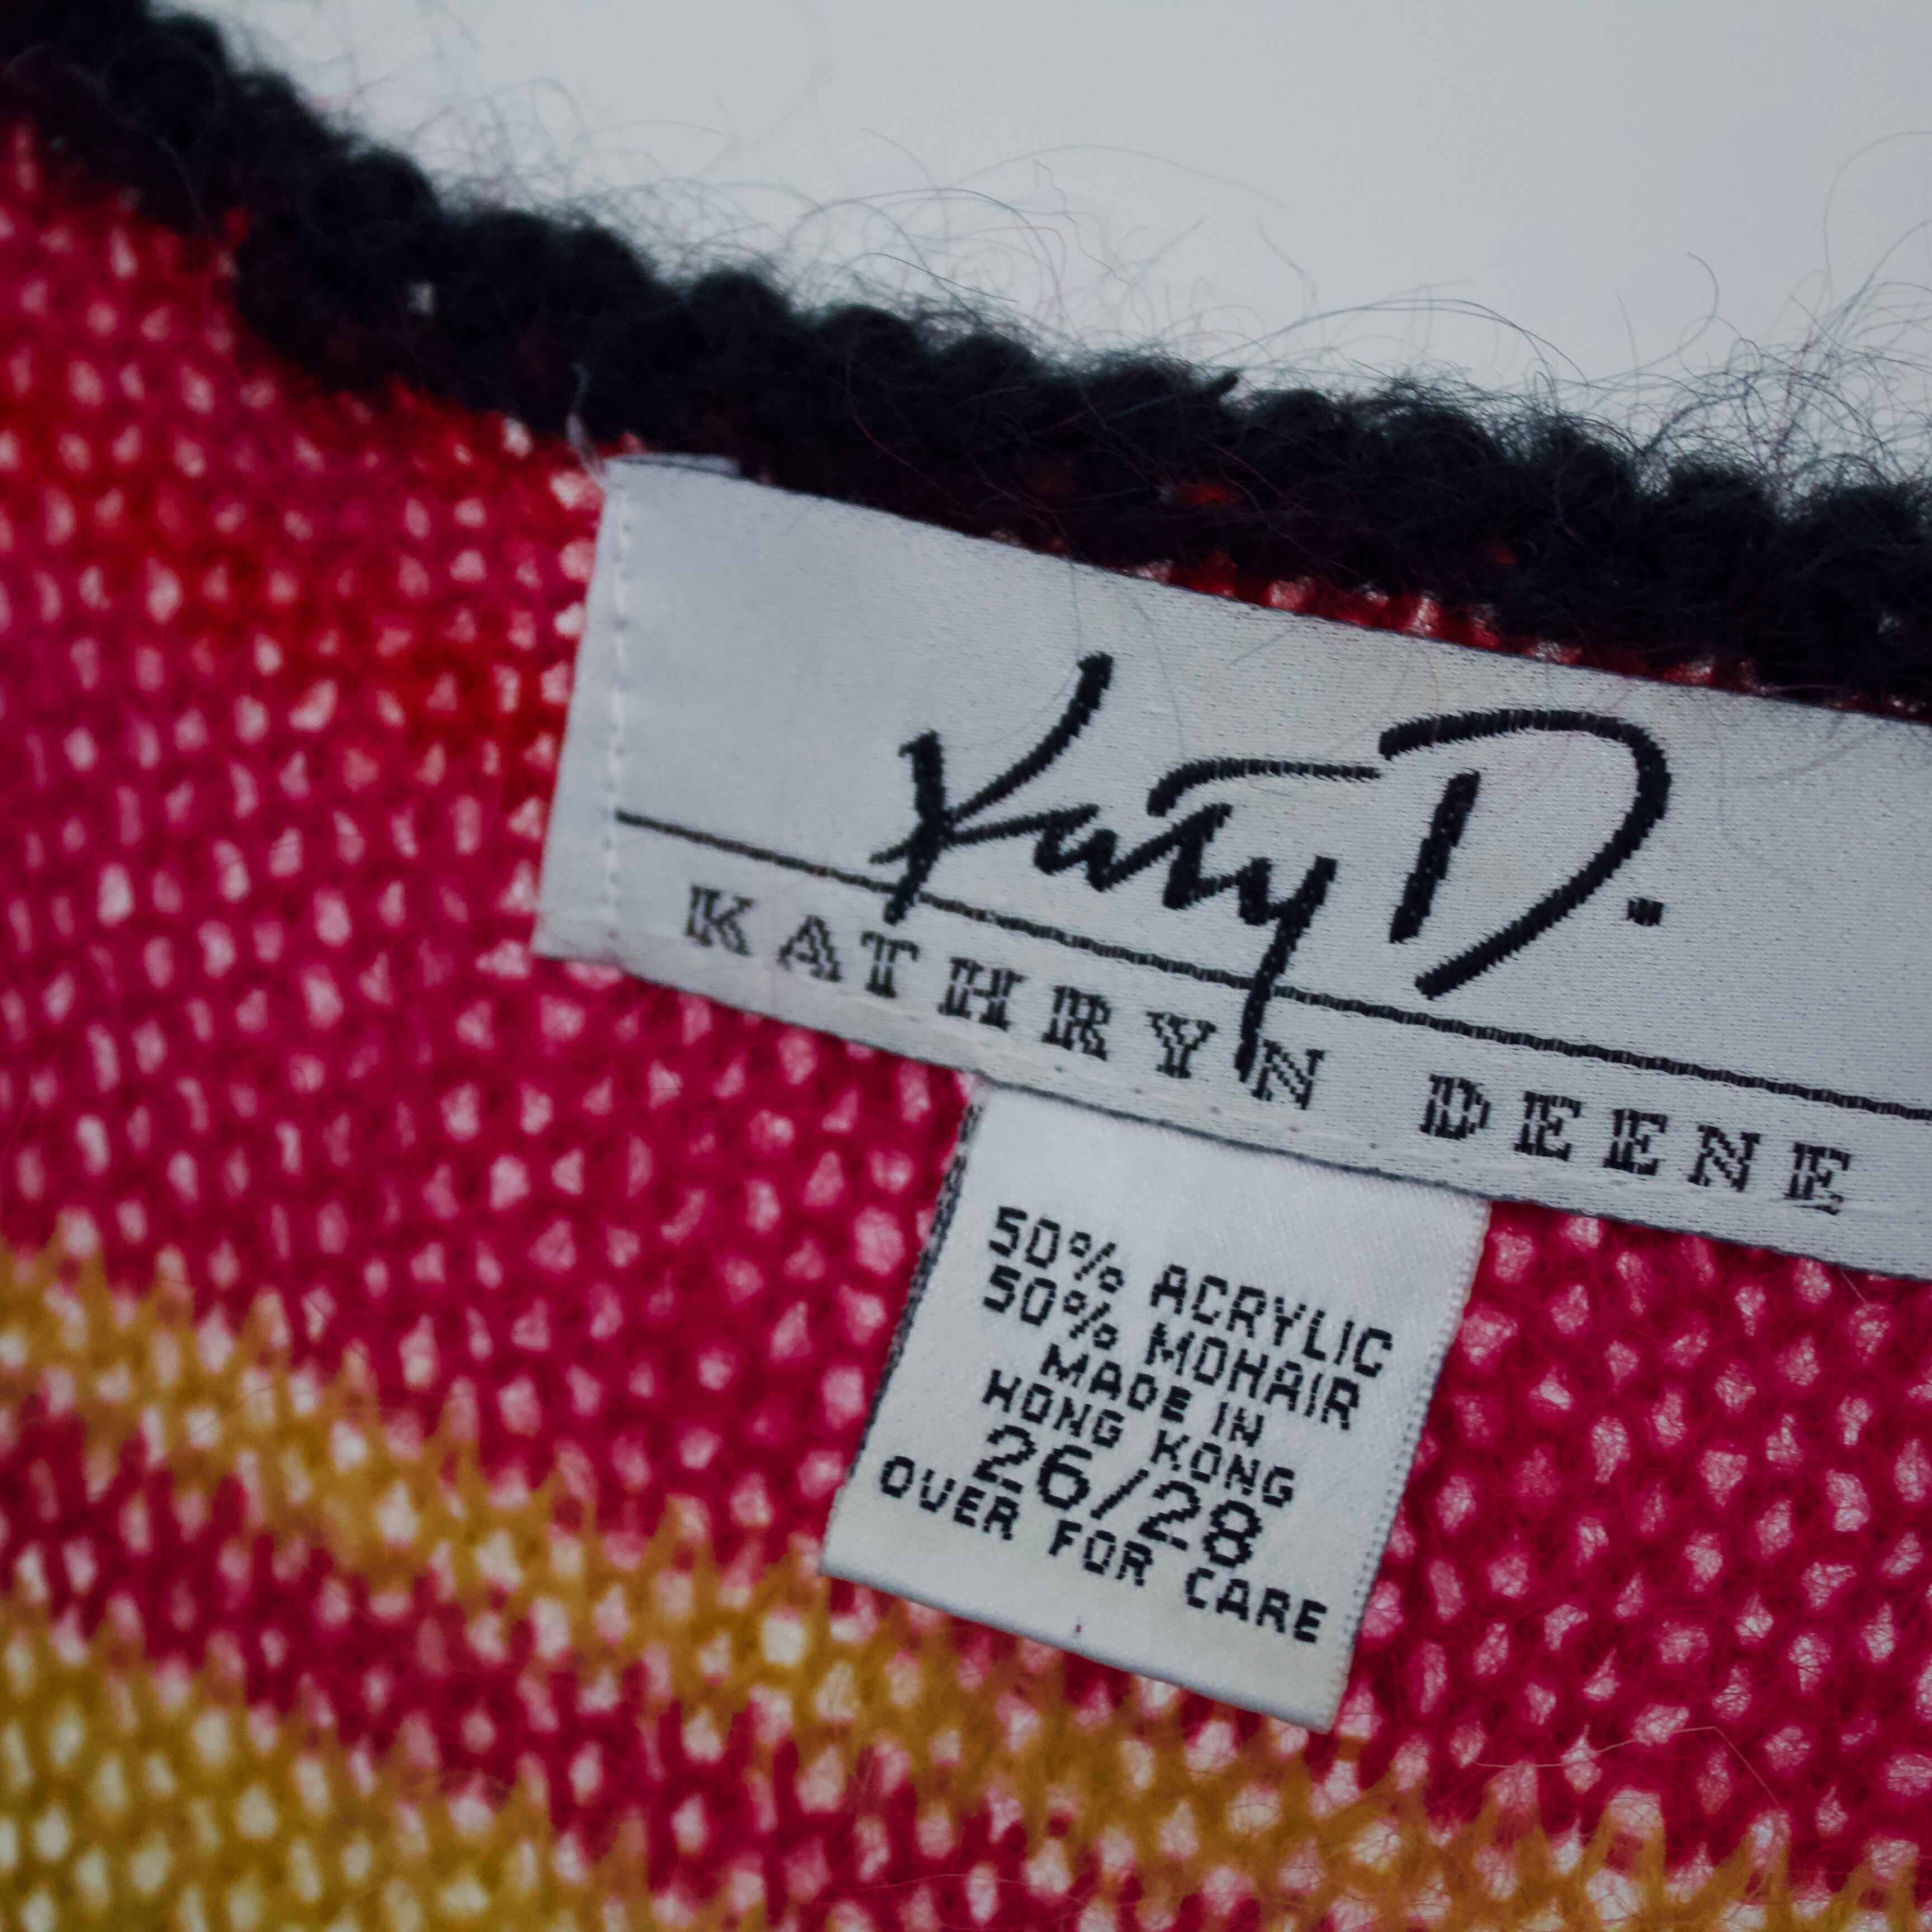 Katy D.
KATHRYN DEENE
50% ACRYLIC
50% MOHAIR
MADE IN
HONG KONG
26/28
OVER FOR CARE